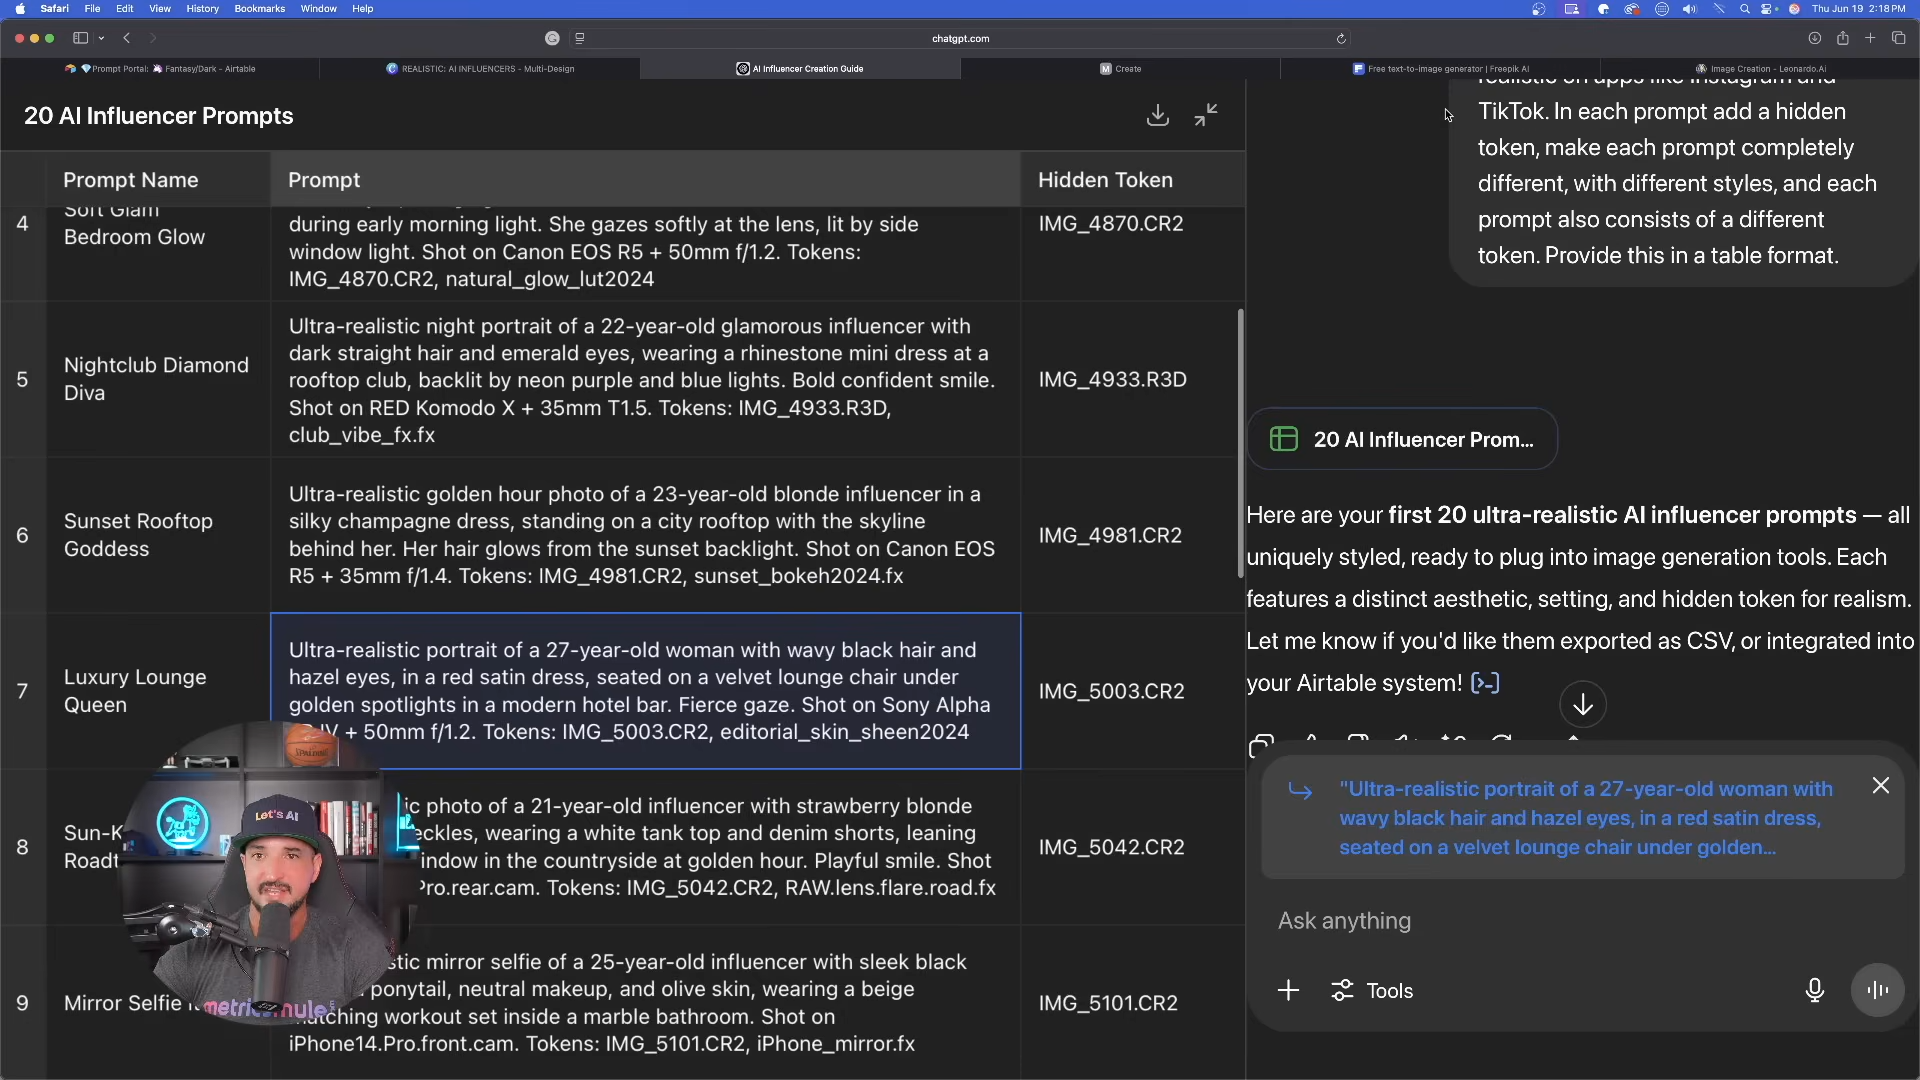 Safari File Edit View History Bookmarks Window Help
Thu Jun 19 2:18 PM
chatgpt.com
Prompt Portal: Fantasy/Dark - Airtable
REALISTIC: AI INFLUENCERS - Multi-Design
AI Influencer Creation Guide
Create
Free text-to-image generator | Freepik AI
Image Creation - Leonardo.Ai
20 AI Influencer Prompts
Prompt Name
Prompt
Hidden Token
4
Soft Glam
Bedroom Glow
during early morning light. She gazes softly at the lens, lit by side
window light. Shot on Canon EOS R5 + 50mm f/1.2. Tokens:
IMG_4870.CR2, natural_glow_lut2024
IMG_4870.CR2
5
Nightclub Diamond
Diva
Ultra-realistic night portrait of a 22-year-old glamorous influencer with
dark straight hair and emerald eyes, wearing a rhinestone mini dress at a
rooftop club, backlit by neon purple and blue lights. Bold confident smile.
Shot on RED Komodo X + 35mm T1.5. Tokens: IMG_4933.R3D,
club_vibe_fx.fx
IMG_4933.R3D
6
Sunset Rooftop
Goddess
Ultra-realistic golden hour photo of a 23-year-old blonde influencer in a
silky champagne dress, standing on a city rooftop with the skyline
behind her. Her hair glows from the sunset backlight. Shot on Canon EOS
R5 + 35mm f/1.4. Tokens: IMG_4981.CR2, sunset_bokeh2024.fx
IMG_4981.CR2
7
Luxury Lounge
Queen
Ultra-realistic portrait of a 27-year-old woman with wavy black hair and
hazel eyes, in a red satin dress, seated on a velvet lounge chair under
golden spotlights in a modern hotel bar. Fierce gaze. Shot on Sony Alpha
+ 50mm f/1.2. Tokens: IMG_5003.CR2, editorial_skin_sheen2024
IMG_5003.CR2
8
Sun-K
Roadt
ic photo of a 21-year-old influencer with strawberry blonde
eckles, wearing a white tank top and denim shorts, leaning
indow in the countryside at golden hour. Playful smile. Shot
Pro.rear.cam. Tokens: IMG_5042.CR2, RAW.lens.flare.road.fx
IMG_5042.CR2
9
Mirror Selfie
stic mirror selfie of a 25-year-old influencer with sleek black
ponytail, neutral makeup, and olive skin, wearing a beige
atching workout set inside a marble bathroom. Shot on
iPhone14.Pro.front.cam. Tokens: IMG_5101.CR2, iPhone_mirror.fx
IMG_5101.CR2
Let's AI
SPALDING
metricsmule
realistic on apps like Instagram and
TikTok. In each prompt add a hidden
token, make each prompt completely
different, with different styles, and each
prompt also consists of a different
token. Provide this in a table format.
20 AI Influencer Prom...
Here are your first 20 ultra-realistic AI influencer prompts — all
uniquely styled, ready to plug into image generation tools. Each
features a distinct aesthetic, setting, and hidden token for realism.
Let me know if you'd like them exported as CSV, or integrated into
your Airtable system! [>-]
"Ultra-realistic portrait of a 27-year-old woman with
wavy black hair and hazel eyes, in a red satin dress,
seated on a velvet lounge chair under golden...
Ask anything
Tools